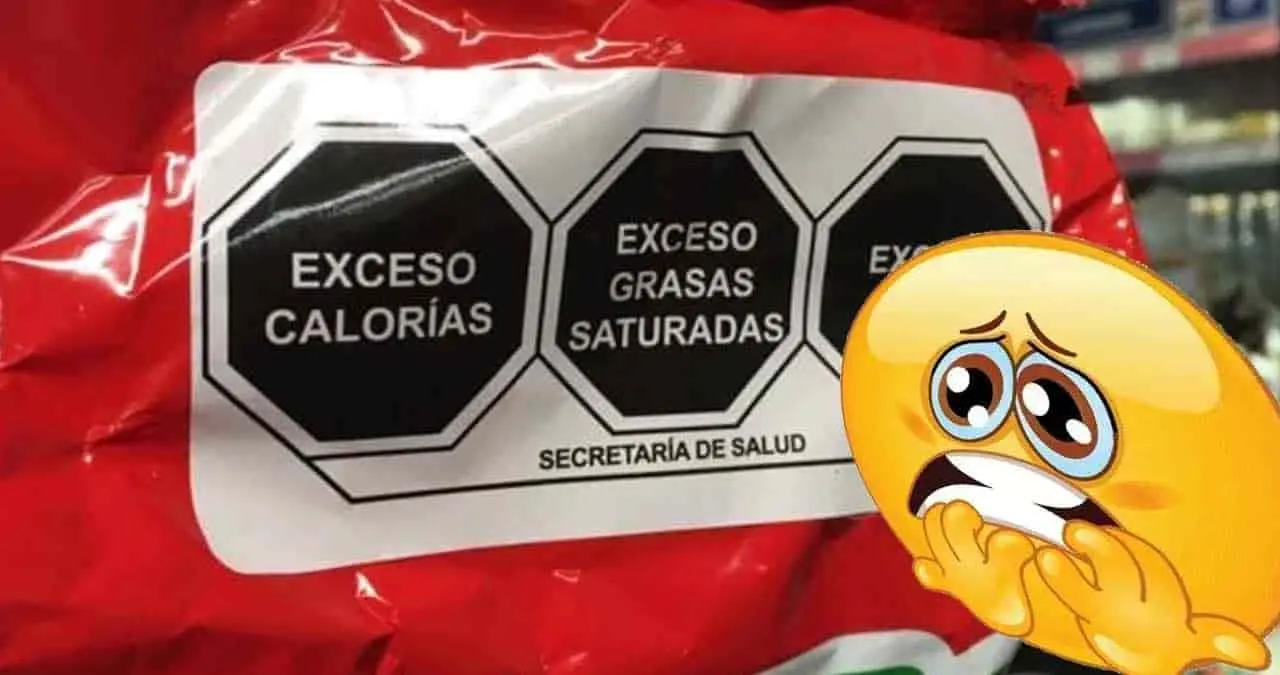 EXCESO
CALORÍAS
EXCESO
GRASAS
SATURADAS
SECRETARÍA DE SALUD